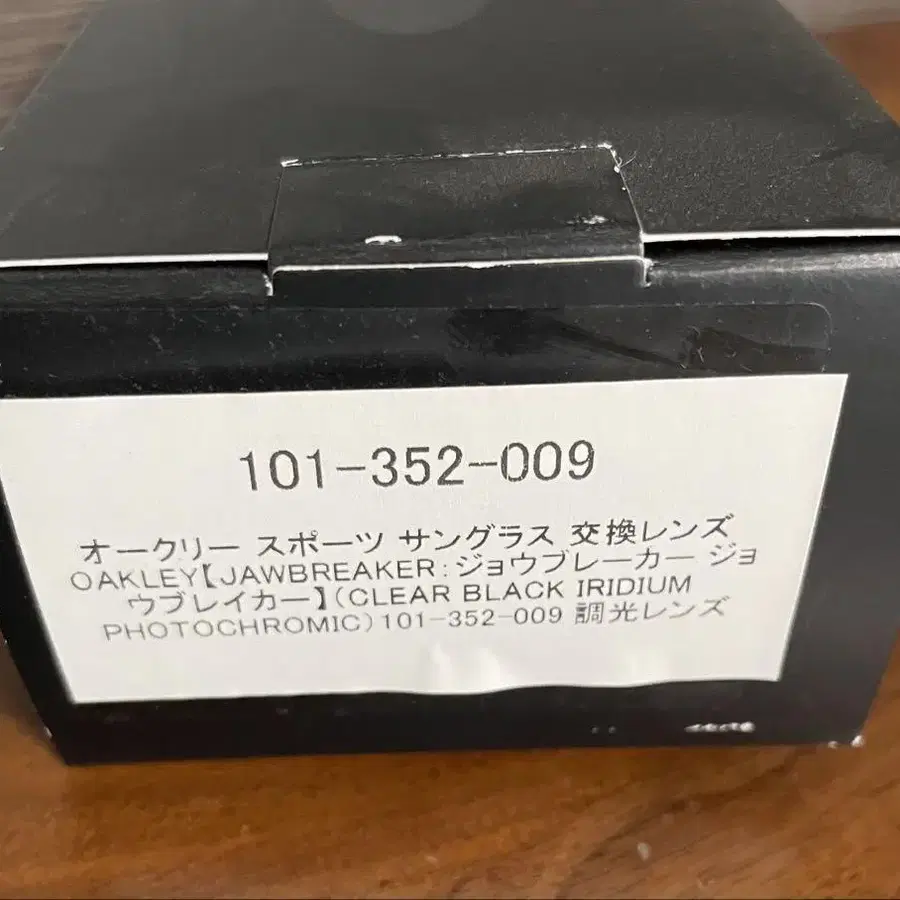 101-352-009
オークリー スポーツ サングラス 交換レンズ
OAKLEY【JAWBREAKER:ジョウブレーカー ジョ
ウブレイカー】(CLEAR BLACK IRIDIUM
PHOTOCHROMIC)101-352-009 調光レンズ